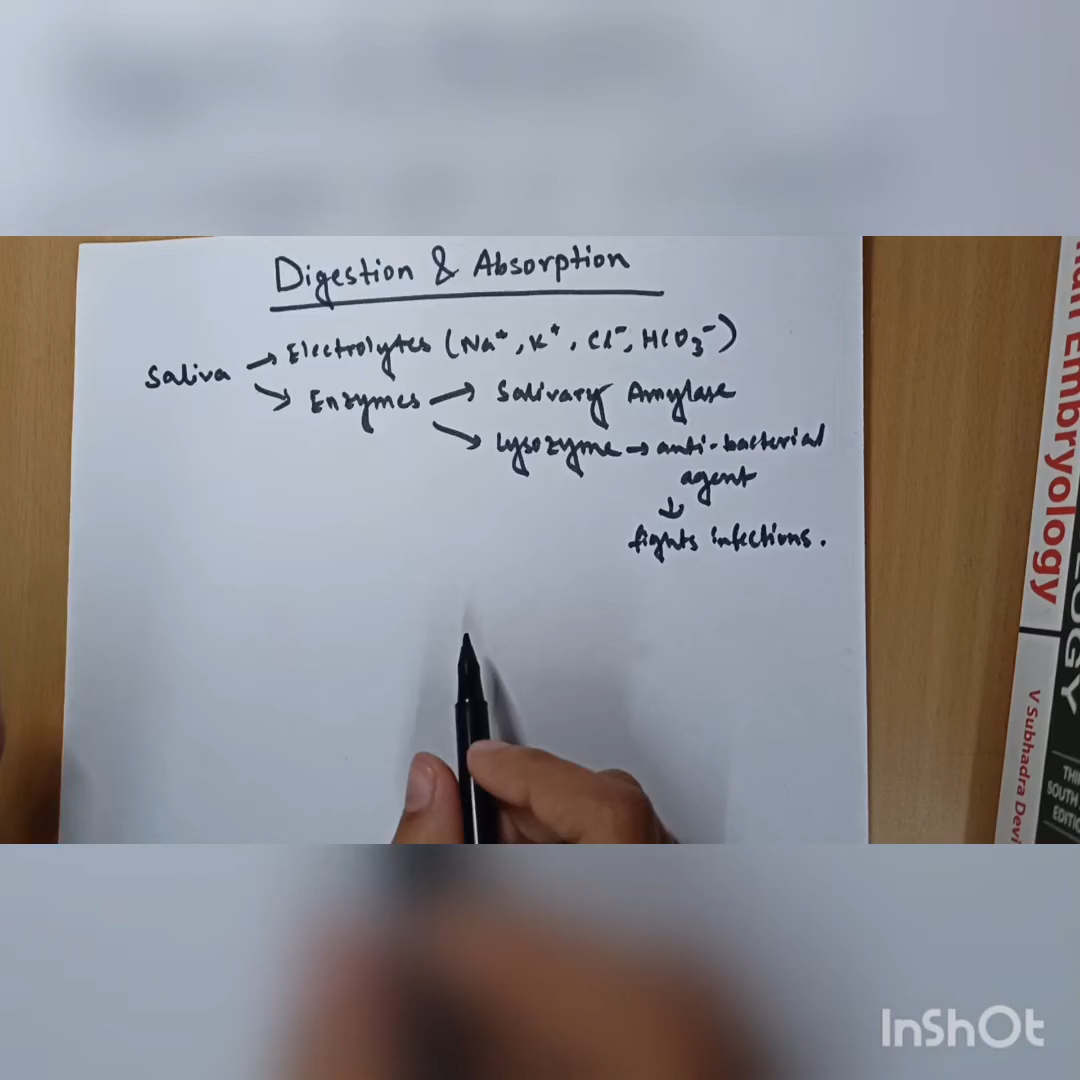 Digestion & Absorption
Saliva → Electrolytes (Na⁺, K⁺, Cl⁻, HCO₃⁻)
→ Enzymes → Salivary Amylase
→ Lysozyme → anti-bacterial
agent
↓
fights infections.
Embryology
V Subhadra Devi
SOUTH
InShOt